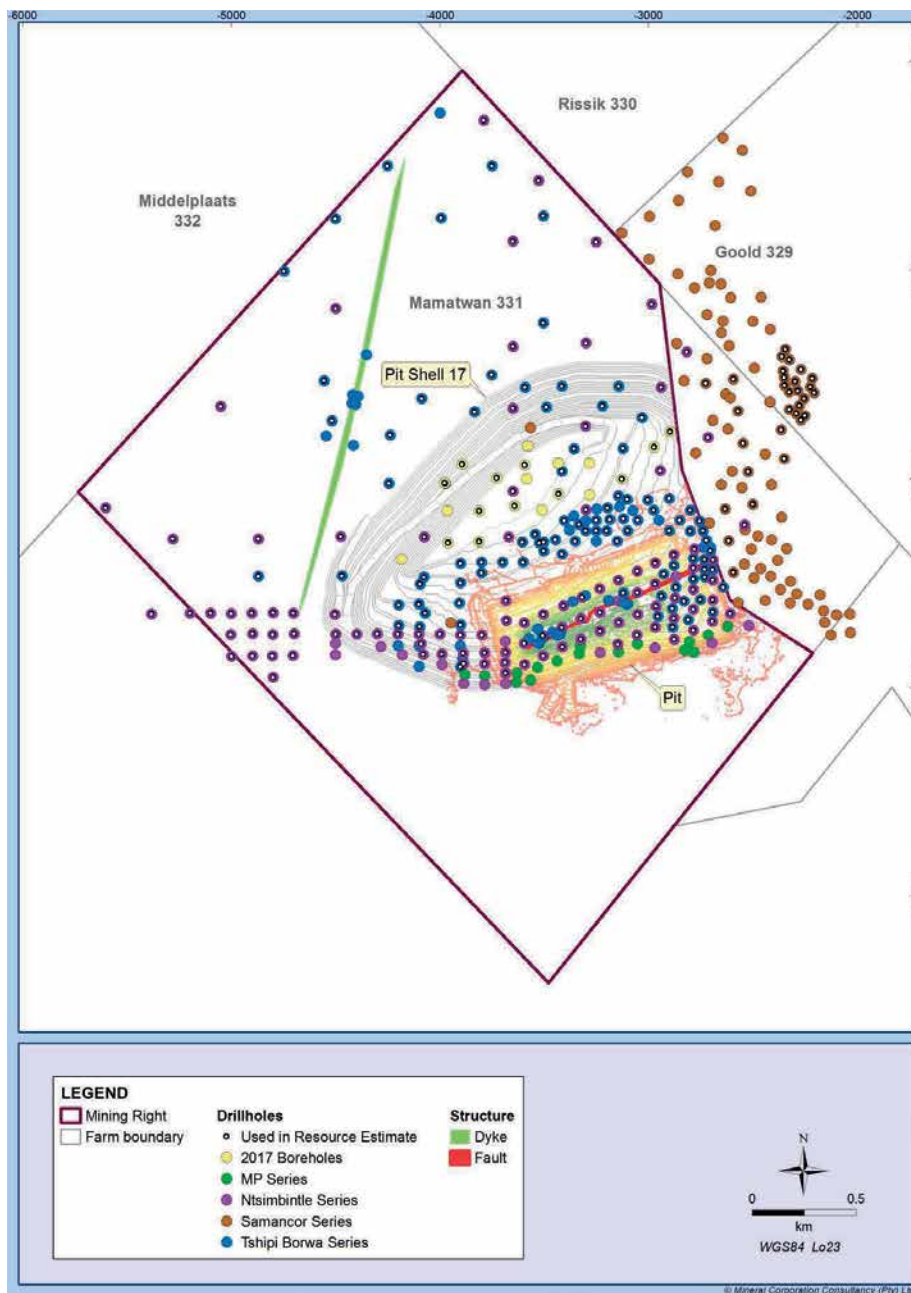 -6000 -5000 -4000 -3000 -2000
Rissik 330
Middelplaats
332
Goold 329
Mamatwan 331
Pit Shell 17
Pit
LEGEND
Mining Right
Farm boundary
Drillholes
Used in Resource Estimate
2017 Boreholes
MP Series
Ntsimbintle Series
Samancor Series
Tshipi Borwa Series
Structure
Dyke
Fault
N
0 0.5
km
WGS84 Lo23
© Mineral Corporation Consultancy (Pty) Lt